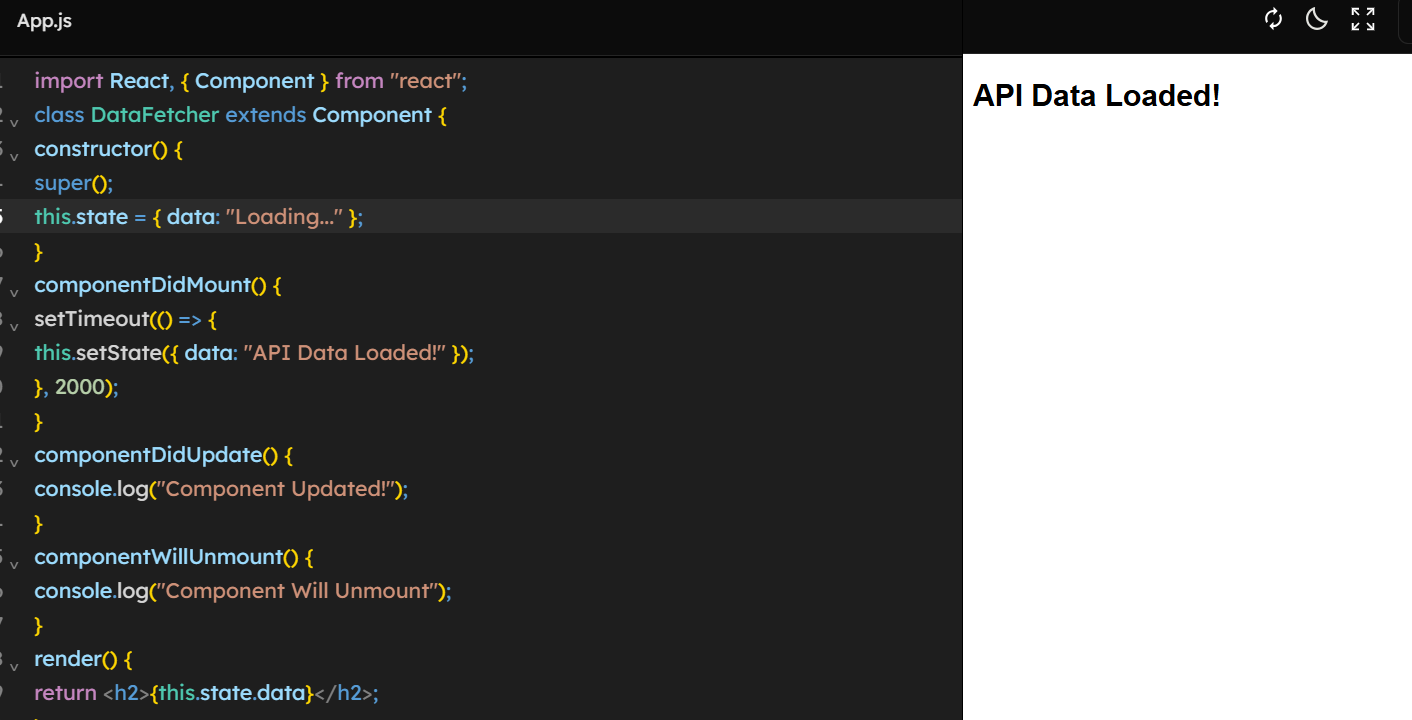 App.js
import React, { Component } from "react";
class DataFetcher extends Component {
constructor() {
super();
this.state = { data: "Loading..." };
}
componentDidMount() {
setTimeout(() => {
this.setState({ data: "API Data Loaded!" });
}, 2000);
}
componentDidUpdate() {
console.log("Component Updated!");
}
componentWillUnmount() {
console.log("Component Will Unmount");
}
render() {
return <h2>{this.state.data}</h2>;
API Data Loaded!